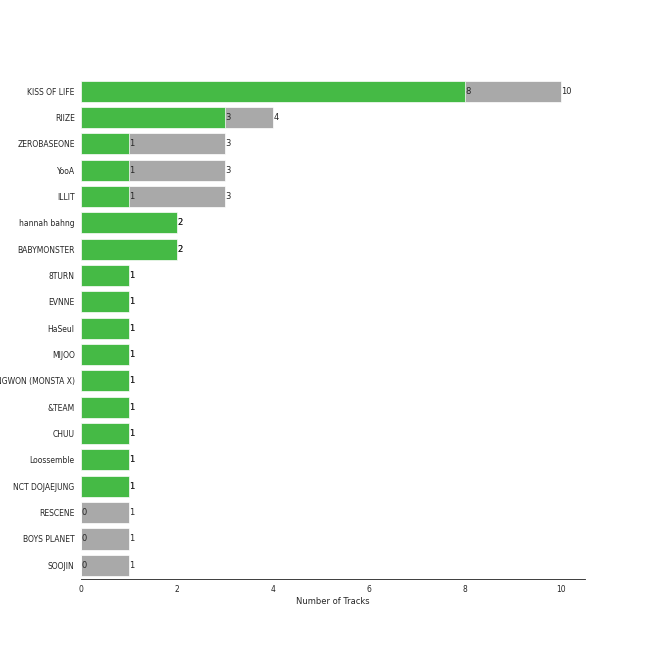 KISS OF LIFE 8 10
RIIZE 3 4
ZEROBASEONE 1 3
YooA 1 3
ILLIT 1 3
hannah bahng 2
BABYMONSTER 2
8TURN 1
EVNNE 1
HaSeul 1
MIJOO 1
NGWON (MONSTA X) 1
&TEAM 1
CHUU 1
Loossemble 1
NCT DOJAEJUNG 1
RESCENE 0 1
BOYS PLANET 0 1
SOOJIN 0 1
0 2 4 6 8 10
Number of Tracks